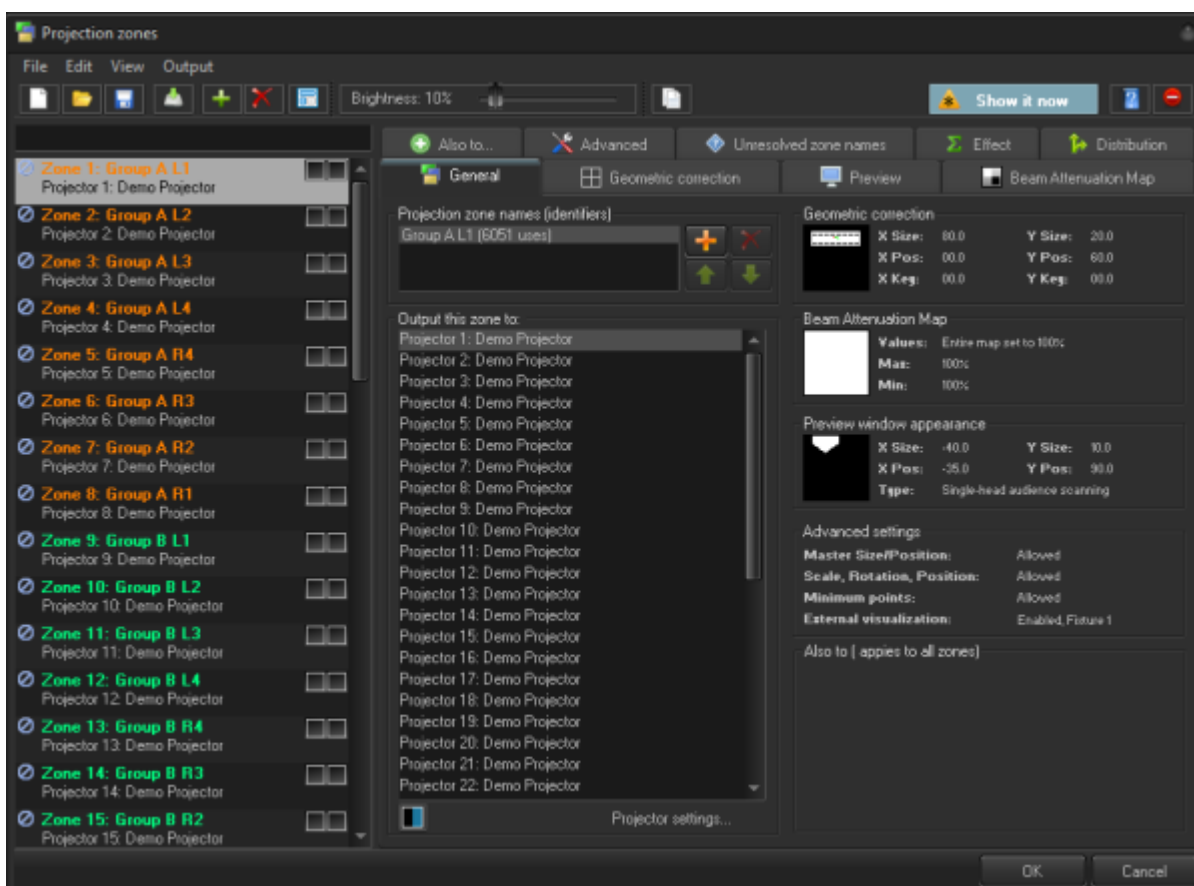 Projection zones
File Edit View Output
Brightness: 10%
Show it now
Also to...
Advanced
Unresolved zone names
Effect
Distribution
General
Geometric correction
Preview
Beam Attenuation Map
Zone 1: Group A L1
Projector 1: Demo Projector
Zone 2: Group A L2
Projector 2: Demo Projector
Zone 3: Group A L3
Projector 3: Demo Projector
Zone 4: Group A L4
Projector 4: Demo Projector
Zone 5: Group A R4
Projector 5: Demo Projector
Zone 6: Group A R3
Projector 6: Demo Projector
Zone 7: Group A R2
Projector 7: Demo Projector
Zone 8: Group A R1
Projector 8: Demo Projector
Zone 9: Group B L1
Projector 9: Demo Projector
Zone 10: Group B L2
Projector 10: Demo Projector
Zone 11: Group B L3
Projector 11: Demo Projector
Zone 12: Group B L4
Projector 12: Demo Projector
Zone 13: Group B R4
Projector 13: Demo Projector
Zone 14: Group B R3
Projector 14: Demo Projector
Zone 15: Group B R2
Projector 15: Demo Projector
Projection zone names (identifiers)
Group A L1 (6051 uses)
Output this zone to:
Projector 1: Demo Projector
Projector 2: Demo Projector
Projector 3: Demo Projector
Projector 4: Demo Projector
Projector 5: Demo Projector
Projector 6: Demo Projector
Projector 7: Demo Projector
Projector 8: Demo Projector
Projector 9: Demo Projector
Projector 10: Demo Projector
Projector 11: Demo Projector
Projector 12: Demo Projector
Projector 13: Demo Projector
Projector 14: Demo Projector
Projector 15: Demo Projector
Projector 16: Demo Projector
Projector 17: Demo Projector
Projector 18: Demo Projector
Projector 19: Demo Projector
Projector 20: Demo Projector
Projector 21: Demo Projector
Projector 22: Demo Projector
Projector settings...
Geometric correction
X Size: 80.0 Y Size: 20.0
X Pos: 00.0 Y Pos: 60.0
X Key: 00.0 Y Key: 00.0
Beam Attenuation Map
Values: Entire map set to 100%
Max: 100%
Min: 100%
Preview window appearance
X Size: -40.0 Y Size: 10.0
X Pos: -35.0 Y Pos: 90.0
Type: Single-head audience scanning
Advanced settings
Master Size/Position: Allowed
Scale, Rotation, Position: Allowed
Minimum points: Allowed
External visualization: Enabled, Fixture 1
Also to ( appies to all zones)
OK
Cancel